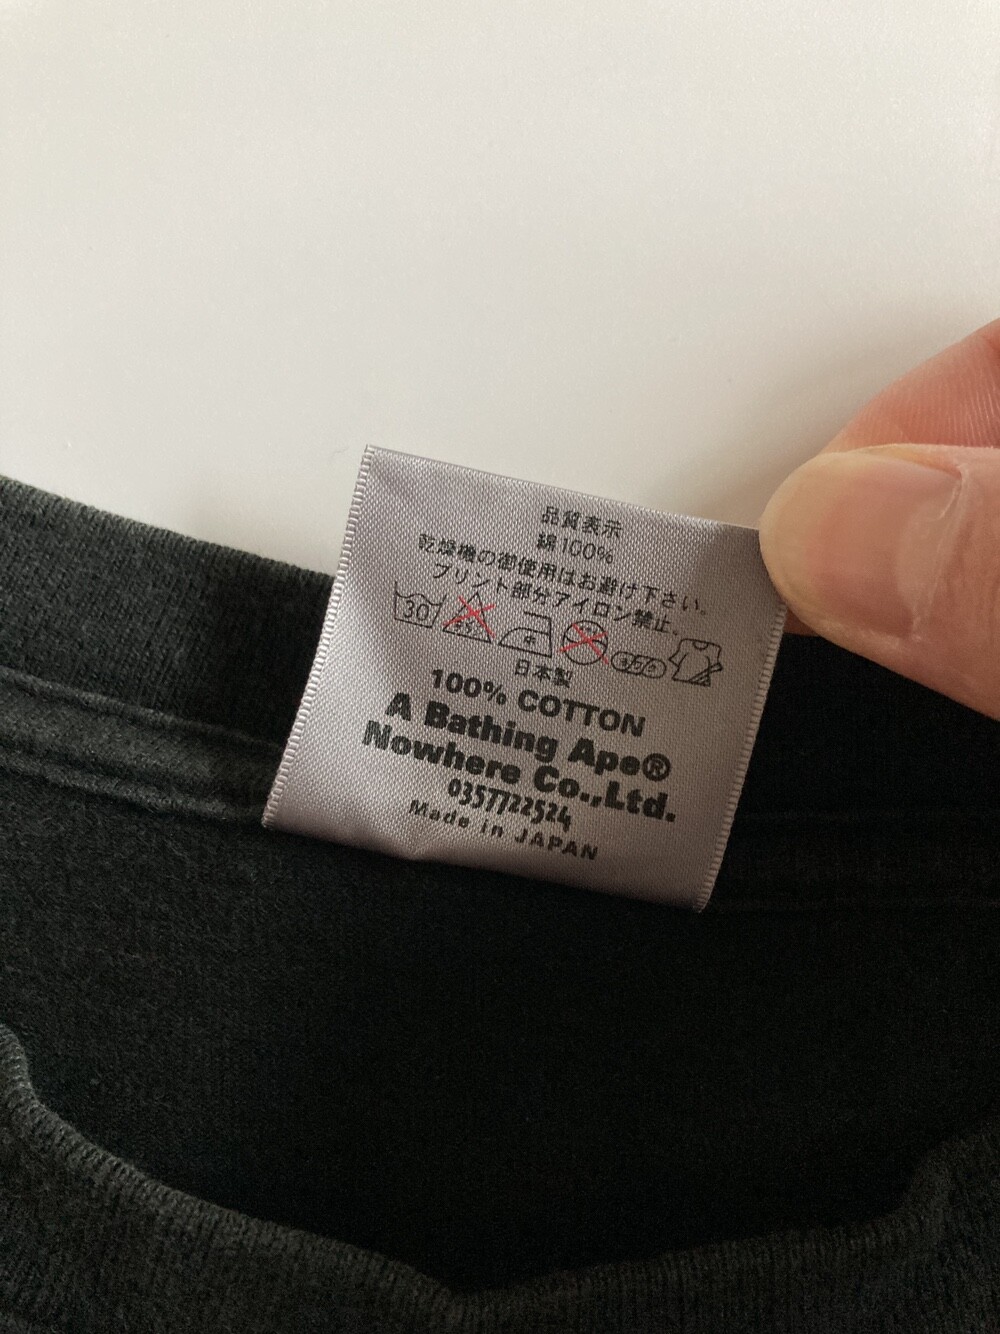 品質表示
綿100%
乾燥機の御使用はお避け下さい。
プリント部分アイロン禁止。
30
日本製
100% COTTON
A Bathing Ape®
Nowhere Co.,Ltd.
0357722524
Made in JAPAN